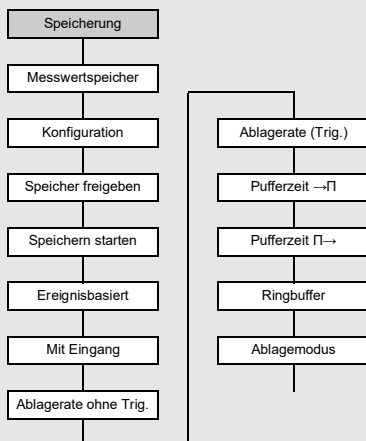 Speicherung
Messwertspeicher
Konfiguration
Speicher freigeben
Speichern starten
Ereignisbasiert
Mit Eingang
Ablagerate ohne Trig.
Ablagerate (Trig.)
Pufferzeit →Π
Pufferzeit Π→
Ringbuffer
Ablagemodus